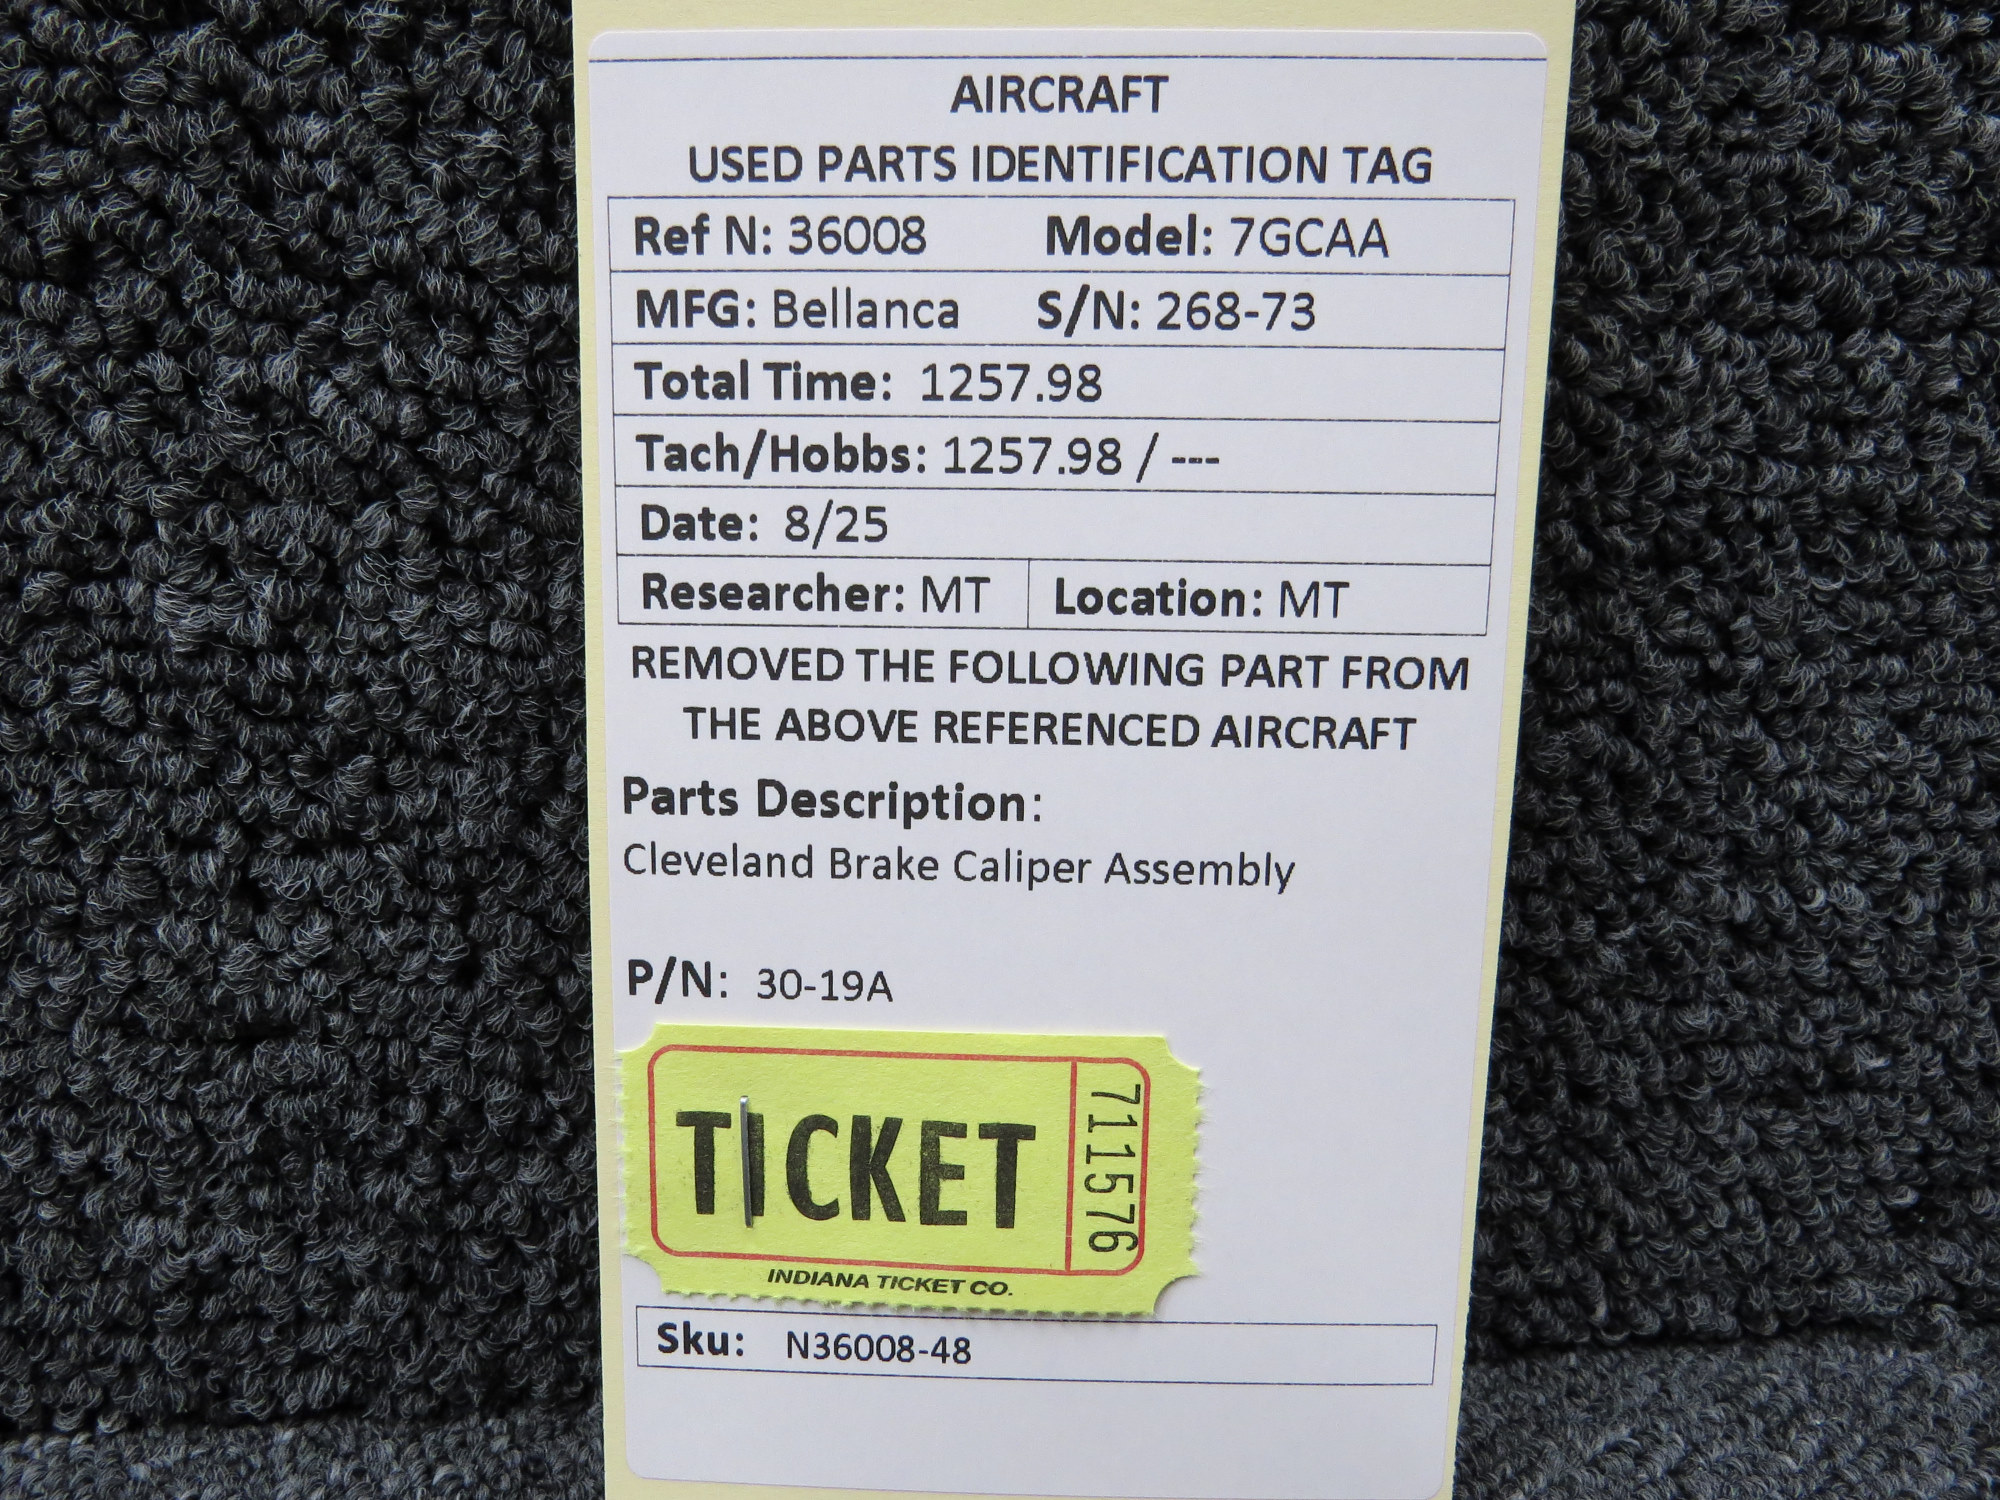 AIRCRAFT
USED PARTS IDENTIFICATION TAG
Ref N: 36008 Model: 7GCAA
MFG: Bellanca S/N: 268-73
Total Time: 1257.98
Tach/Hobbs: 1257.98 / ---
Date: 8/25
Researcher: MT Location: MT
REMOVED THE FOLLOWING PART FROM
THE ABOVE REFERENCED AIRCRAFT
Parts Description:
Cleveland Brake Caliper Assembly
P/N: 30-19A
TICKET
711576
INDIANA TICKET CO.
Sku: N36008-48